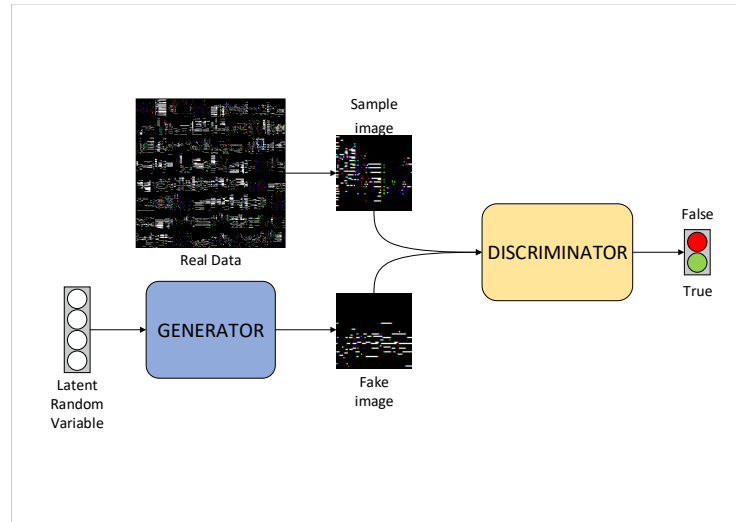 Sample
image
Real Data
False
DISCRIMINATOR
True
GENERATOR
Latent
Random
Variable
Fake
image